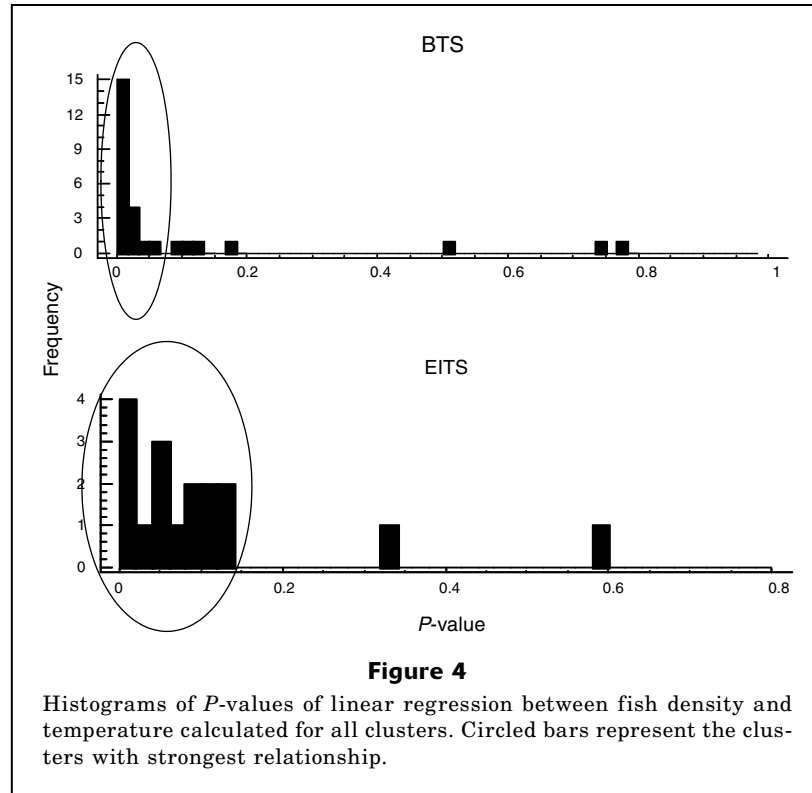 BTS
15
12
9
6
3
0
0 0.2 0.4 0.6 0.8 1
Frequency
EITS
4
3
2
1
0
0 0.2 0.4 0.6 0.8
P-value
Figure 4
Histograms of P-values of linear regression between fish density and
temperature calculated for all clusters. Circled bars represent the clus-
ters with strongest relationship.